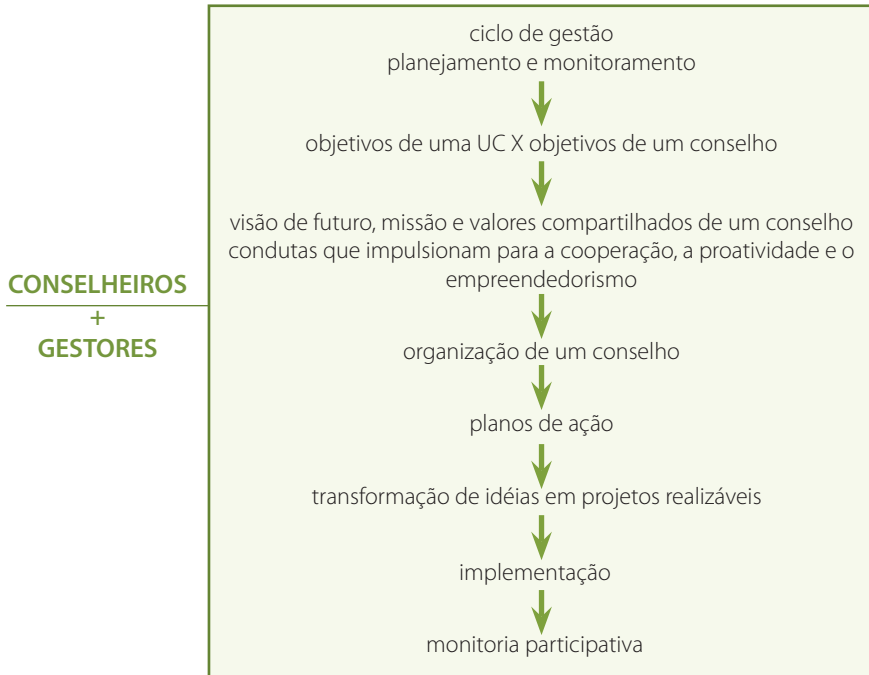 ciclo de gestão
planejamento e monitoramento
objetivos de uma UC X objetivos de um conselho
visão de futuro, missão e valores compartilhados de um conselho
condutas que impulsionam para a cooperação, a proatividade e o
empreendedorismo
CONSELHEIROS
+
GESTORES
organização de um conselho
planos de ação
transformação de idéias em projetos realizáveis
implementação
monitoria participativa